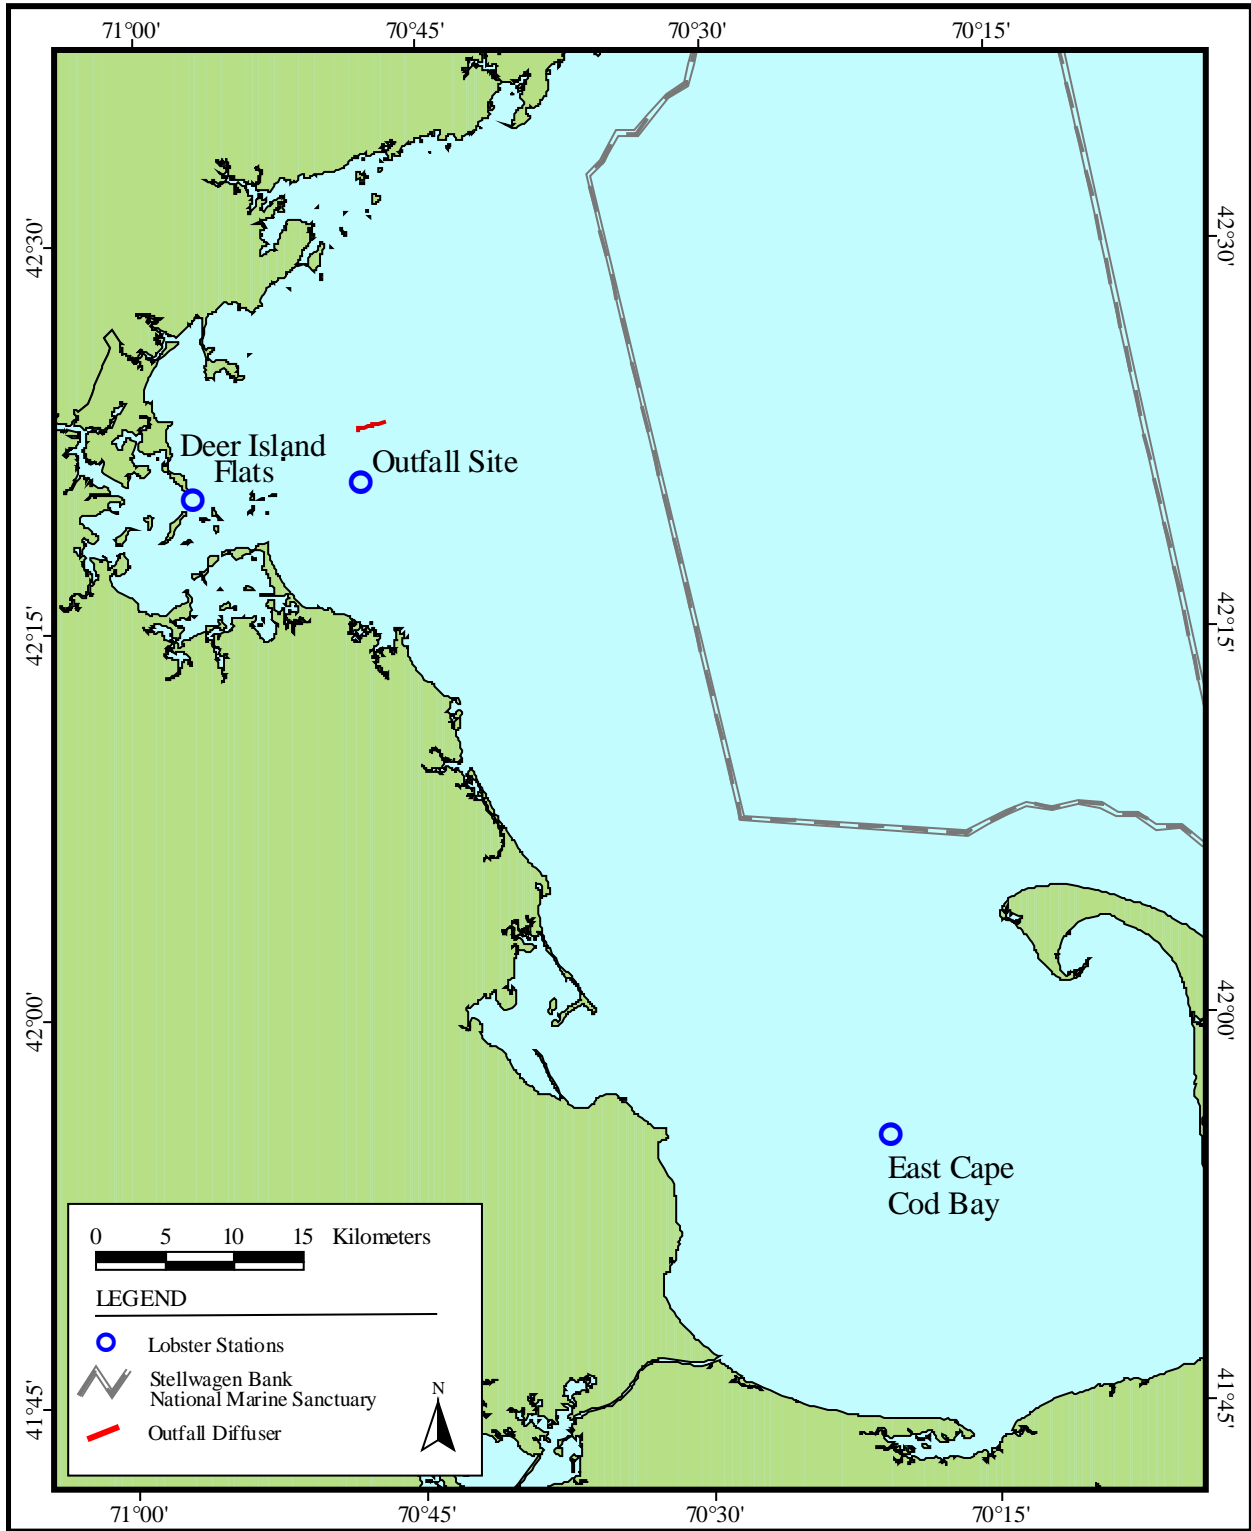 71°00' 70°45' 70°30' 70°15'
42°30' 42°30'
Deer Island
Flats
Outfall Site
42°15' 42°15'
42°00' 42°00'
East Cape
Cod Bay
0 5 10 15 Kilometers
LEGEND
Lobster Stations
Stellwagen Bank
National Marine Sanctuary
Outfall Diffuser
N
41°45' 41°45'
71°00' 70°45' 70°30' 70°15'